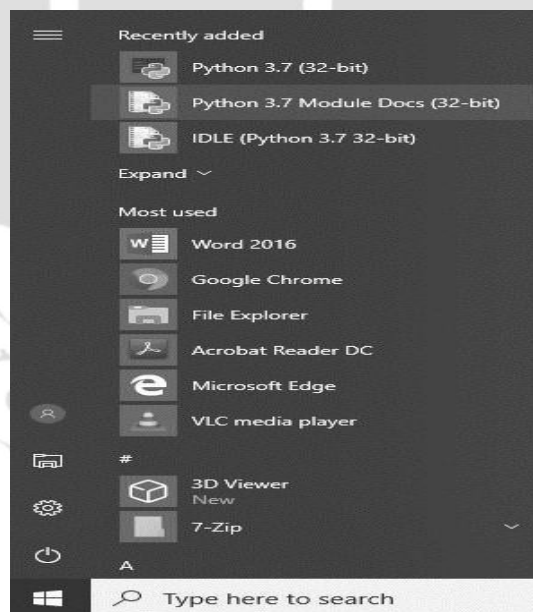 Recently added
Python 3.7 (32-bit)
Python 3.7 Module Docs (32-bit)
IDLE (Python 3.7 32-bit)
Expand
Most used
Word 2016
Google Chrome
File Explorer
Acrobat Reader DC
Microsoft Edge
VLC media player
#
3D Viewer
New
7-Zip
A
Type here to search